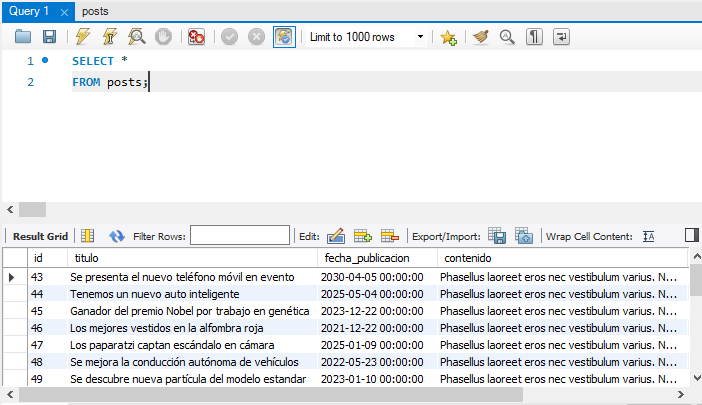 Query 1 posts
Limit to 1000 rows
1 SELECT *
2 FROM posts;
Result Grid Filter Rows: Edit: Export/Import: Wrap Cell Content:
id titulo fecha_publicacion contenido
43 Se presenta el nuevo teléfono móvil en evento 2030-04-05 00:00:00 Phasellus laoreet eros nec vestibulum varius. N...
44 Tenemos un nuevo auto inteligente 2025-05-04 00:00:00 Phasellus laoreet eros nec vestibulum varius. N...
45 Ganador del premio Nobel por trabajo en genética 2023-12-22 00:00:00 Phasellus laoreet eros nec vestibulum varius. N...
46 Los mejores vestidos en la alfombra roja 2021-12-22 00:00:00 Phasellus laoreet eros nec vestibulum varius. N...
47 Los paparatzi captan escándalo en cámara 2025-01-09 00:00:00 Phasellus laoreet eros nec vestibulum varius. N...
48 Se mejora la conducción autónoma de vehículos 2022-05-23 00:00:00 Phasellus laoreet eros nec vestibulum varius. N...
49 Se descubre nueva partícula del modelo estandar 2023-01-10 00:00:00 Phasellus laoreet eros nec vestibulum varius. N...